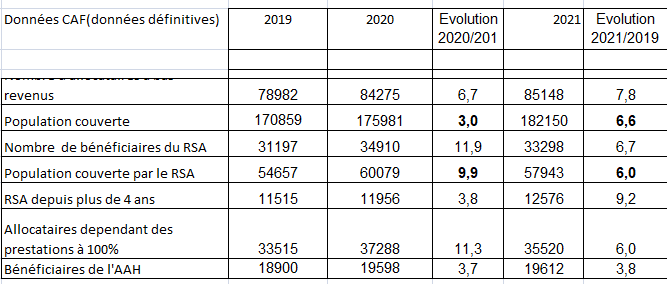 Données CAF(données définitives) 2019 2020 Evolution 2021 Evolution
2020/201 2021/2019
revenus 78982 84275 6,7 85148 7,8
Population couverte 170859 175981 3,0 182150 6,6
Nombre de bénéficiaires du RSA 31197 34910 11,9 33298 6,7
Population couverte par le RSA 54657 60079 9,9 57943 6,0
RSA depuis plus de 4 ans 11515 11956 3,8 12576 9,2
Allocataires dependant des
prestations à 100% 33515 37288 11,3 35520 6,0
Bénéficiaires de l'AAH 18900 19598 3,7 19612 3,8